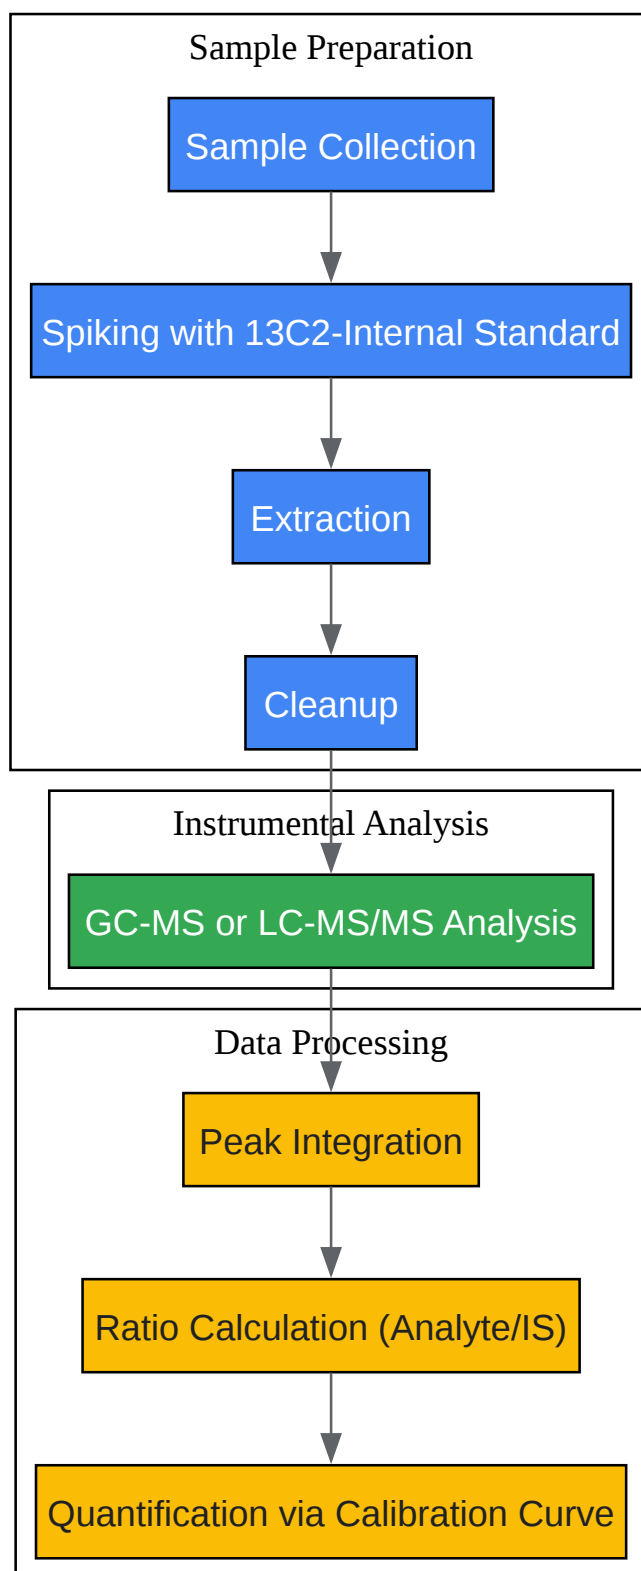 Sample Preparation
Sample Collection
Spiking with 13C2-Internal Standard
Extraction
Cleanup
Instrumental Analysis
GC-MS or LC-MS/MS Analysis
Data Processing
Peak Integration
Ratio Calculation (Analyte/IS)
Quantification via Calibration Curve